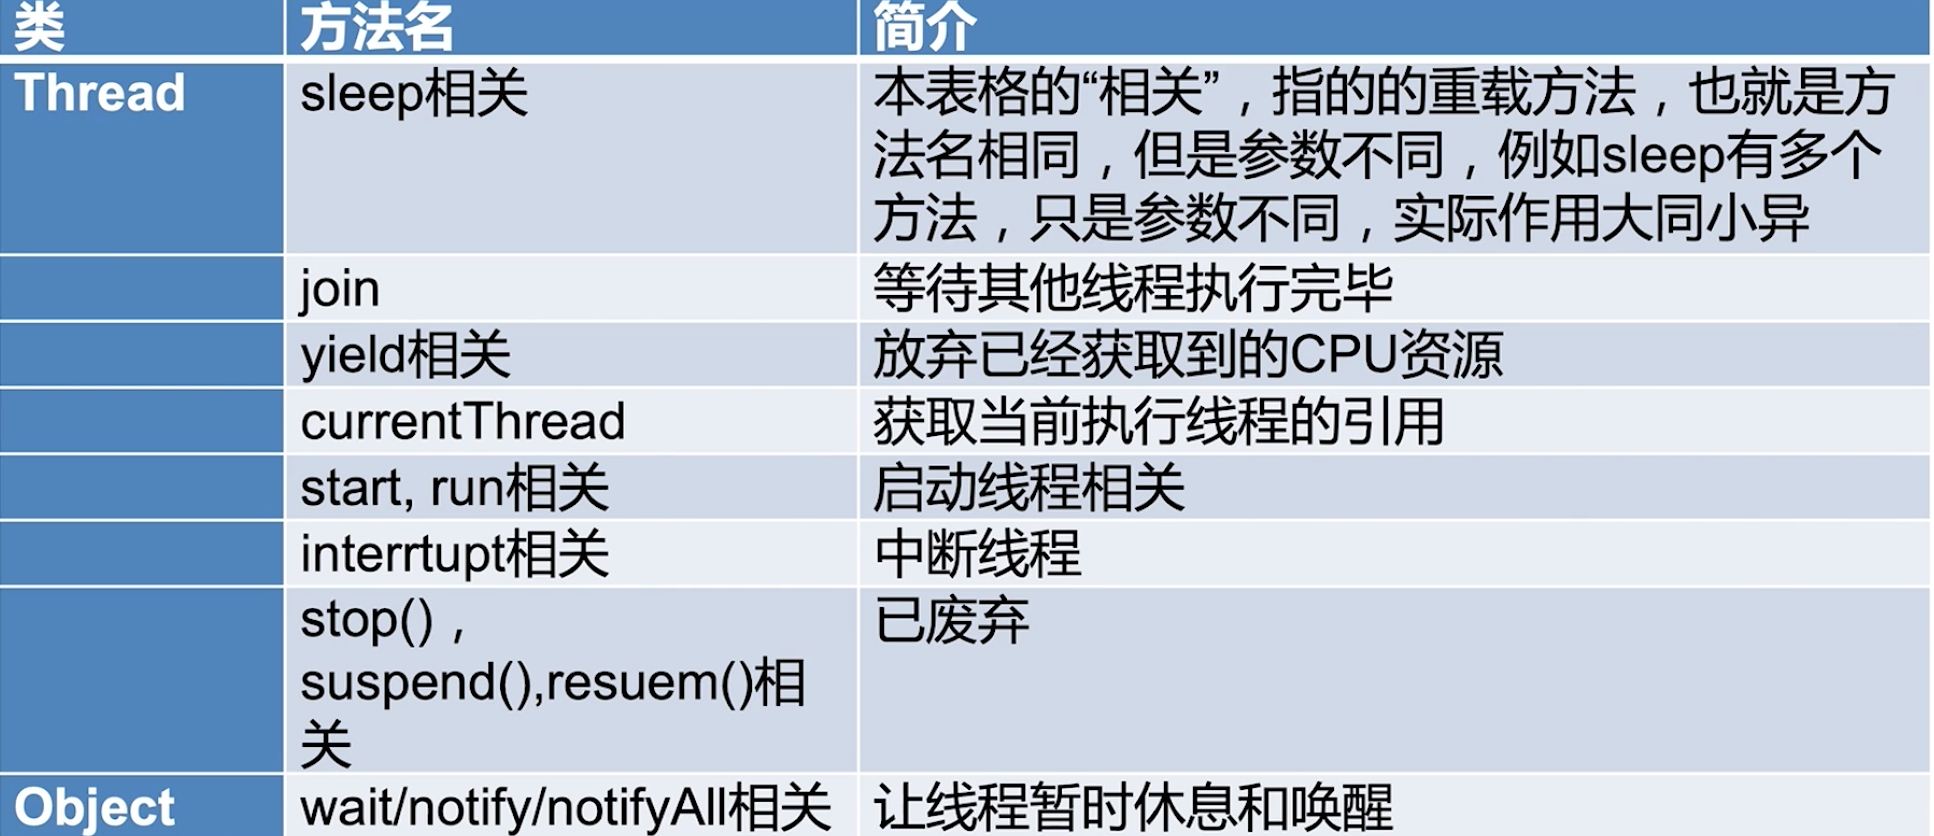 类 方法名 简介
Thread sleep相关 本表格的“相关”，指的的重载方法，也就是方
法名相同，但是参数不同，例如sleep有多个
方法，只是参数不同，实际作用大同小异
join 等待其他线程执行完毕
yield相关 放弃已经获取到的CPU资源
currentThread 获取当前执行线程的引用
start, run相关 启动线程相关
interrtupt相关 中断线程
stop()， 已废弃
suspend(),resuem()相
关
Object wait/notify/notifyAll相关 让线程暂时休息和唤醒